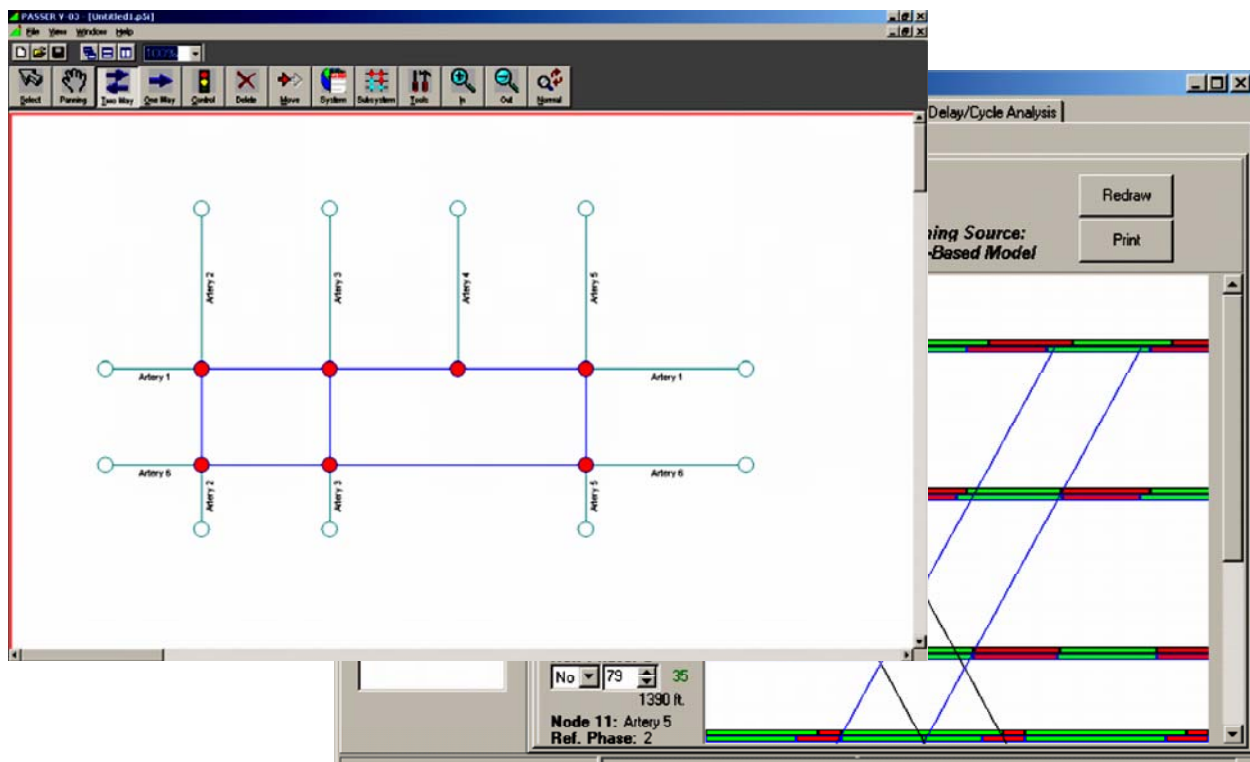 PASSER V-03 - [Untitled1.p5i]
File View Window Help
100%
Select Panning Two Way One Way Control Delete Move System Subsystem Tools In Out Normal
Artery 2
Artery 3
Artery 4
Artery 5
Artery 1
Artery 1
Artery 6
Artery 6
Artery 2
Artery 3
Artery 5
Delay/Cycle Analysis
Redraw
Source:
-Based Model
Print
No 79 35
1390 ft.
Node 11: Artery 5
Ref. Phase: 2